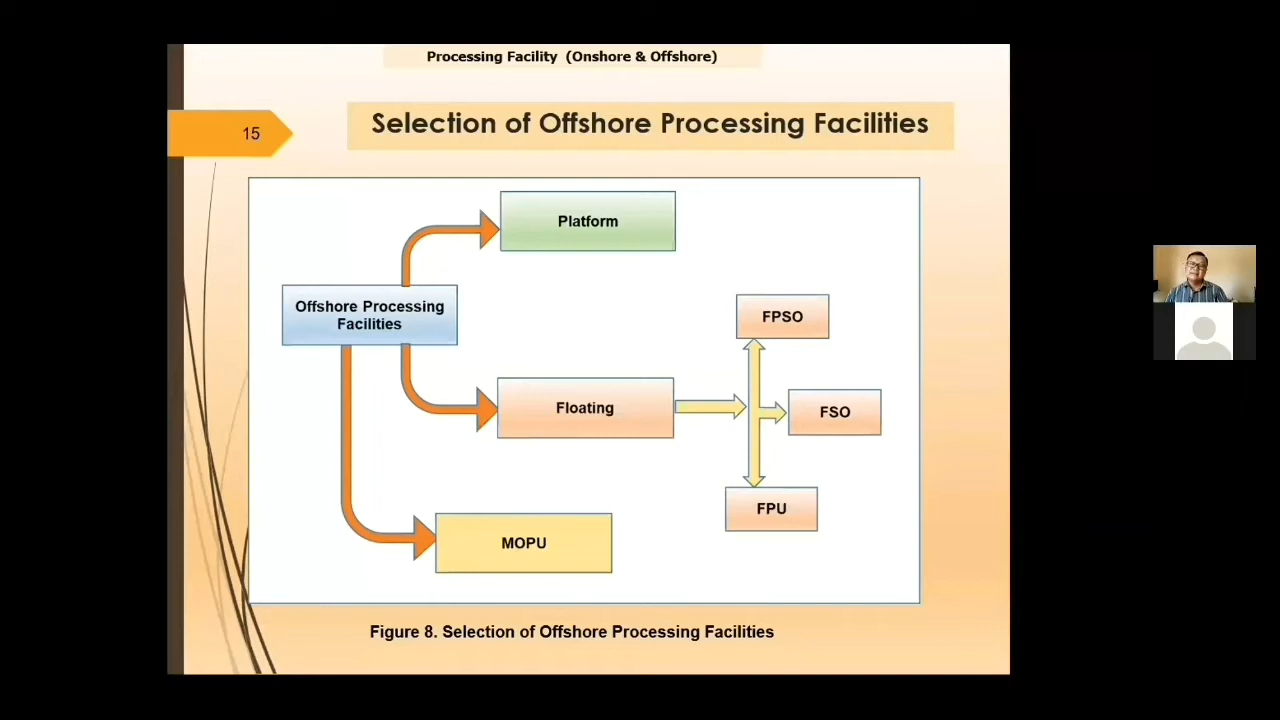 Processing Facility (Onshore & Offshore)
15
Selection of Offshore Processing Facilities
Platform
Offshore Processing
Facilities
FPSO
Floating
FSO
FPU
MOPU
Figure 8. Selection of Offshore Processing Facilities